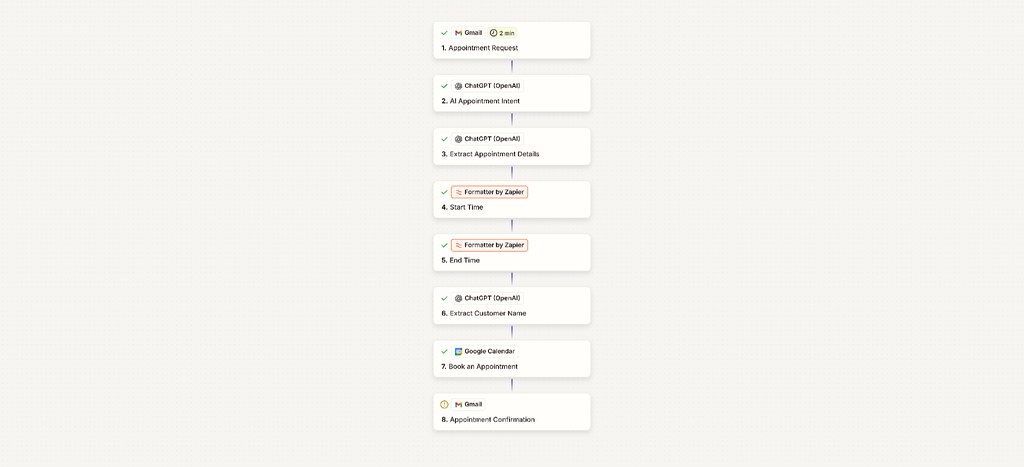 Gmail 2 min
1. Appointment Request
ChatGPT (OpenAI)
2. AI Appointment Intent
ChatGPT (OpenAI)
3. Extract Appointment Details
Formatter by Zapier
4. Start Time
Formatter by Zapier
5. End Time
ChatGPT (OpenAI)
6. Extract Customer Name
Google Calendar
7. Book an Appointment
Gmail
8. Appointment Confirmation